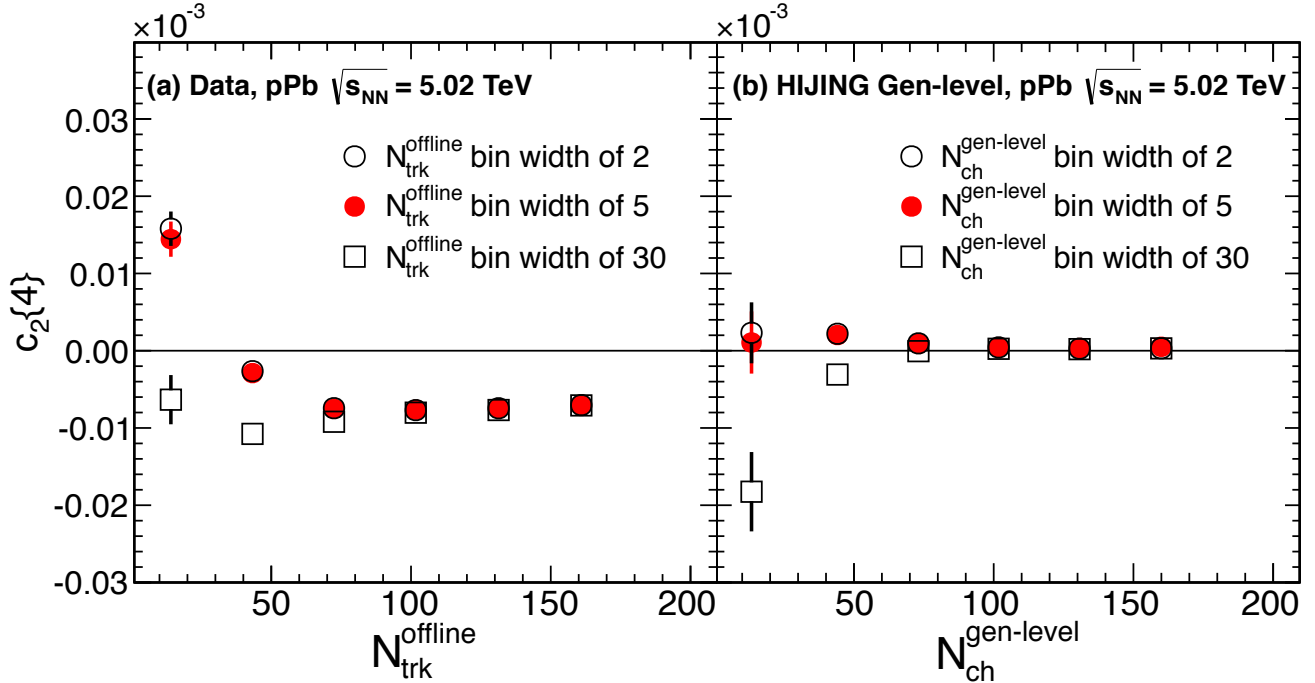 ×10⁻³
×10⁻³
(a) Data, pPb √s_NN = 5.02 TeV
(b) HIJING Gen-level, pPb √s_NN = 5.02 TeV
N_trk^offline bin width of 2
N_trk^offline bin width of 5
N_trk^offline bin width of 30
N_ch^gen-level bin width of 2
N_ch^gen-level bin width of 5
N_ch^gen-level bin width of 30
c₂{4}
0.03
0.02
0.01
0.00
-0.01
-0.02
-0.03
50 100 150 200
50 100 150 200
N_trk^offline
N_ch^gen-level